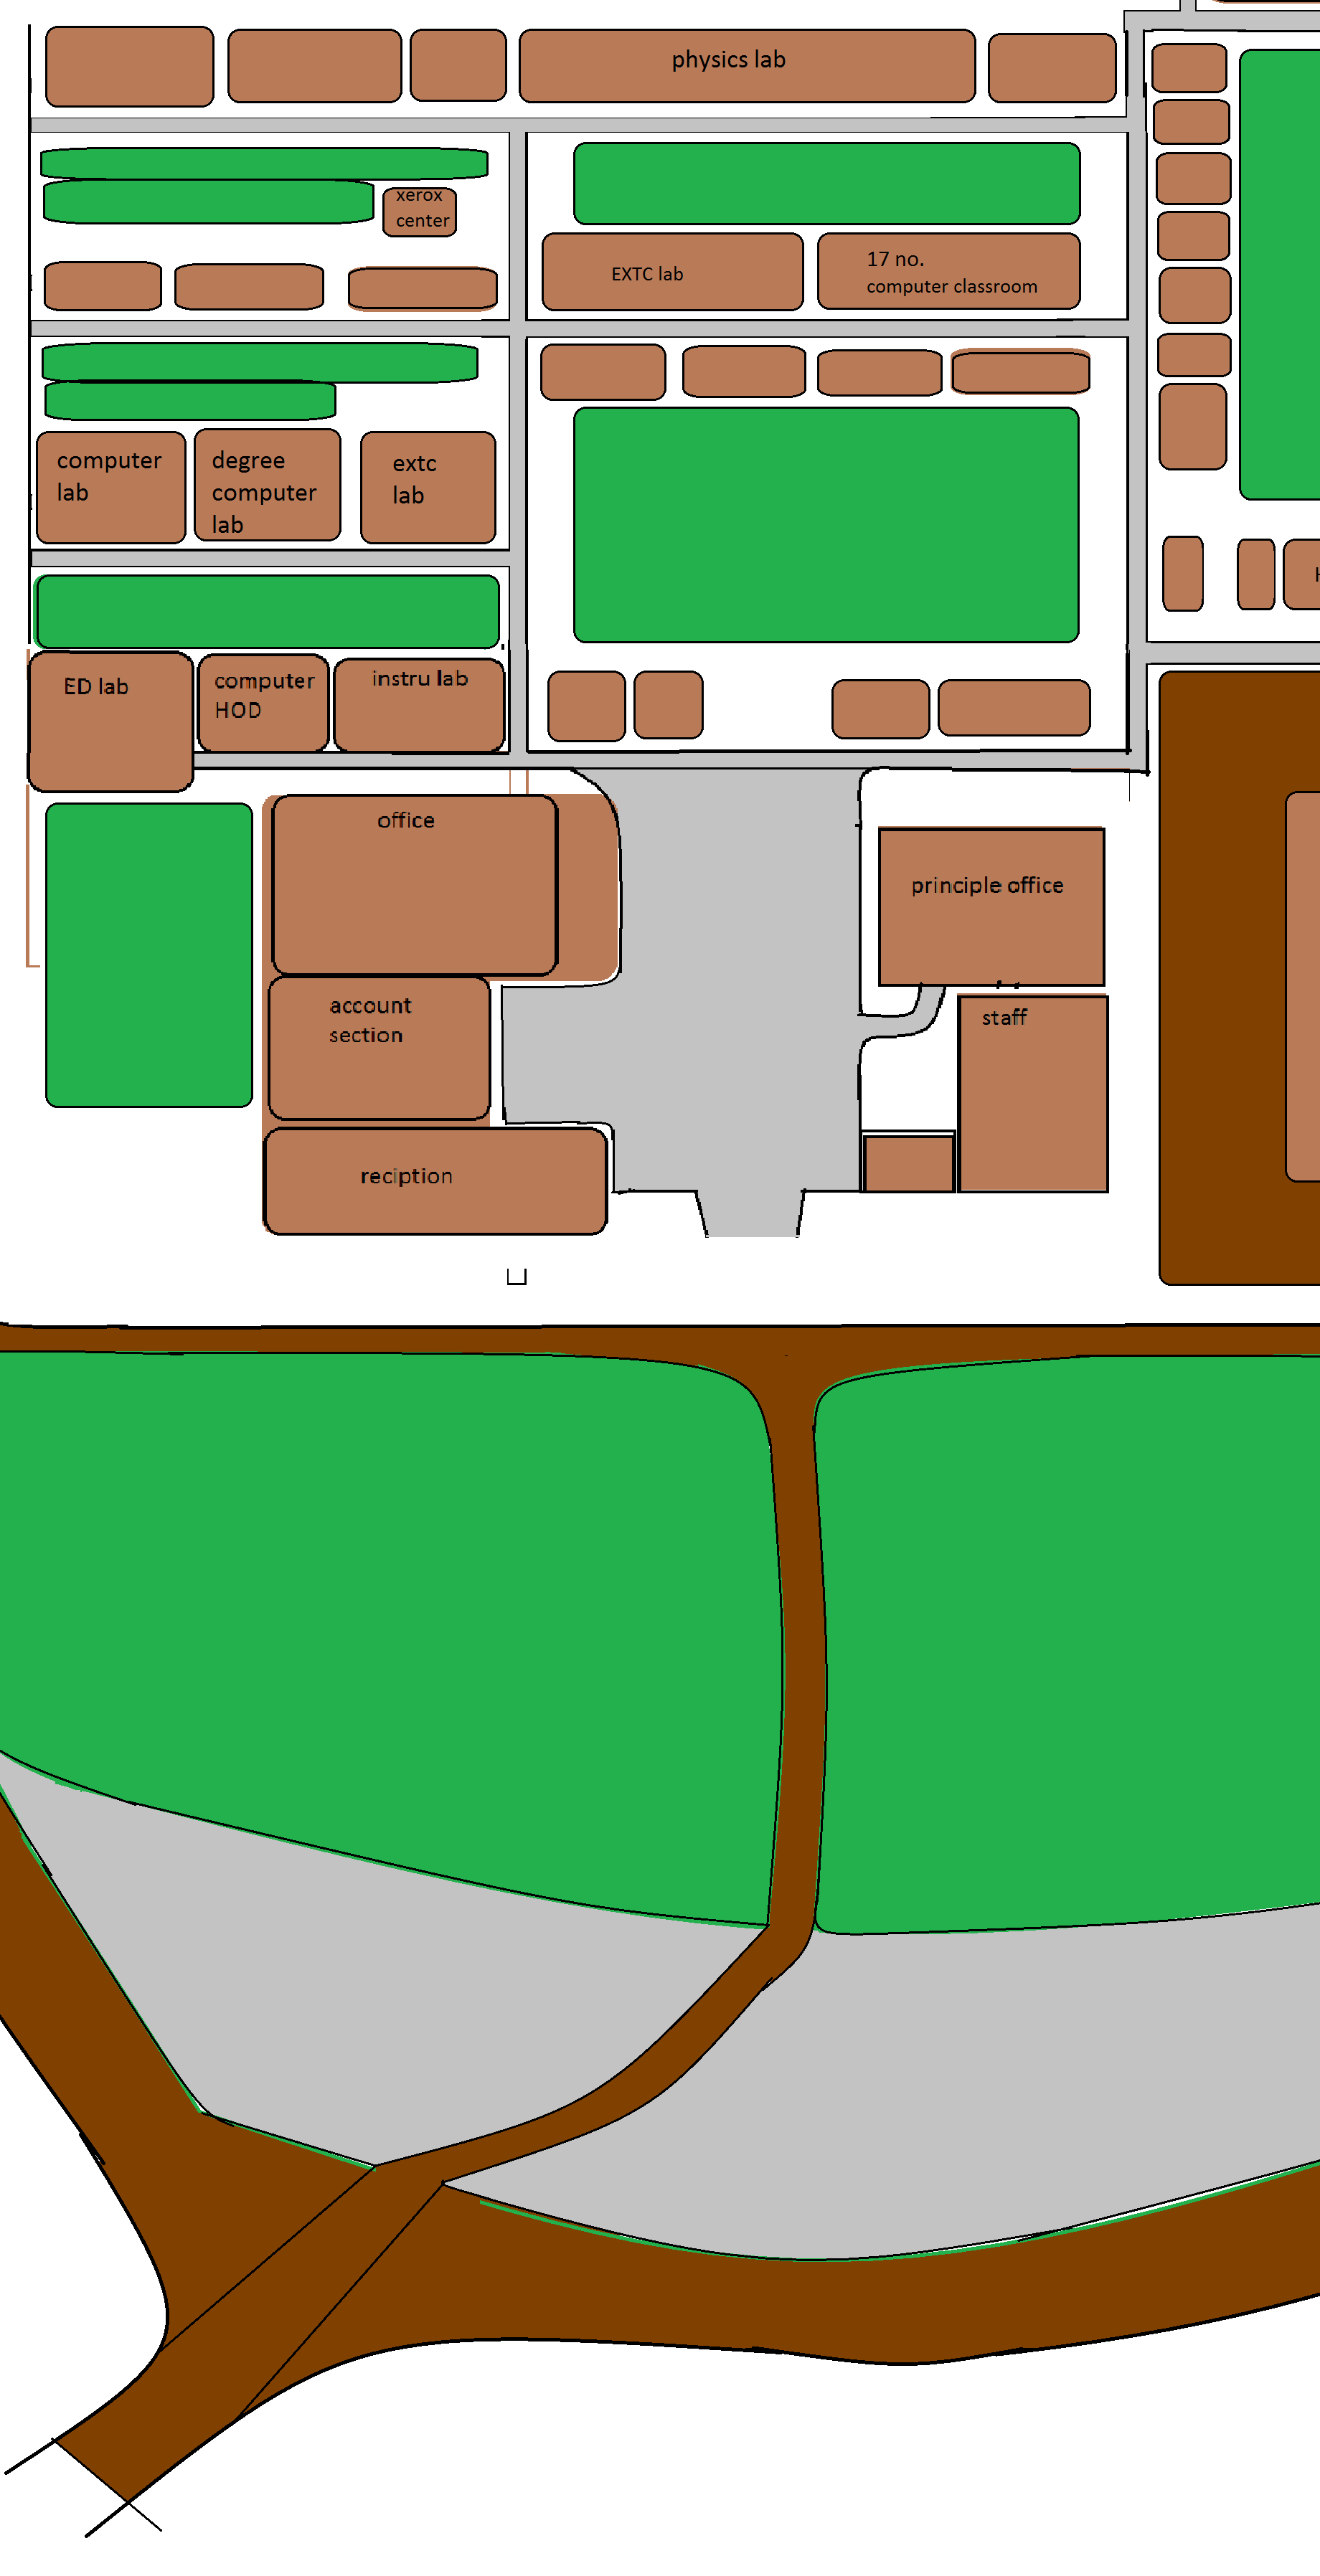 physics lab
xerox
center
EXTC lab
17 no.
computer classroom
computer
lab
degree
computer
lab
extc
lab
ED lab
computer
HOD
instru lab
office
principle office
account
section
staff
reciption